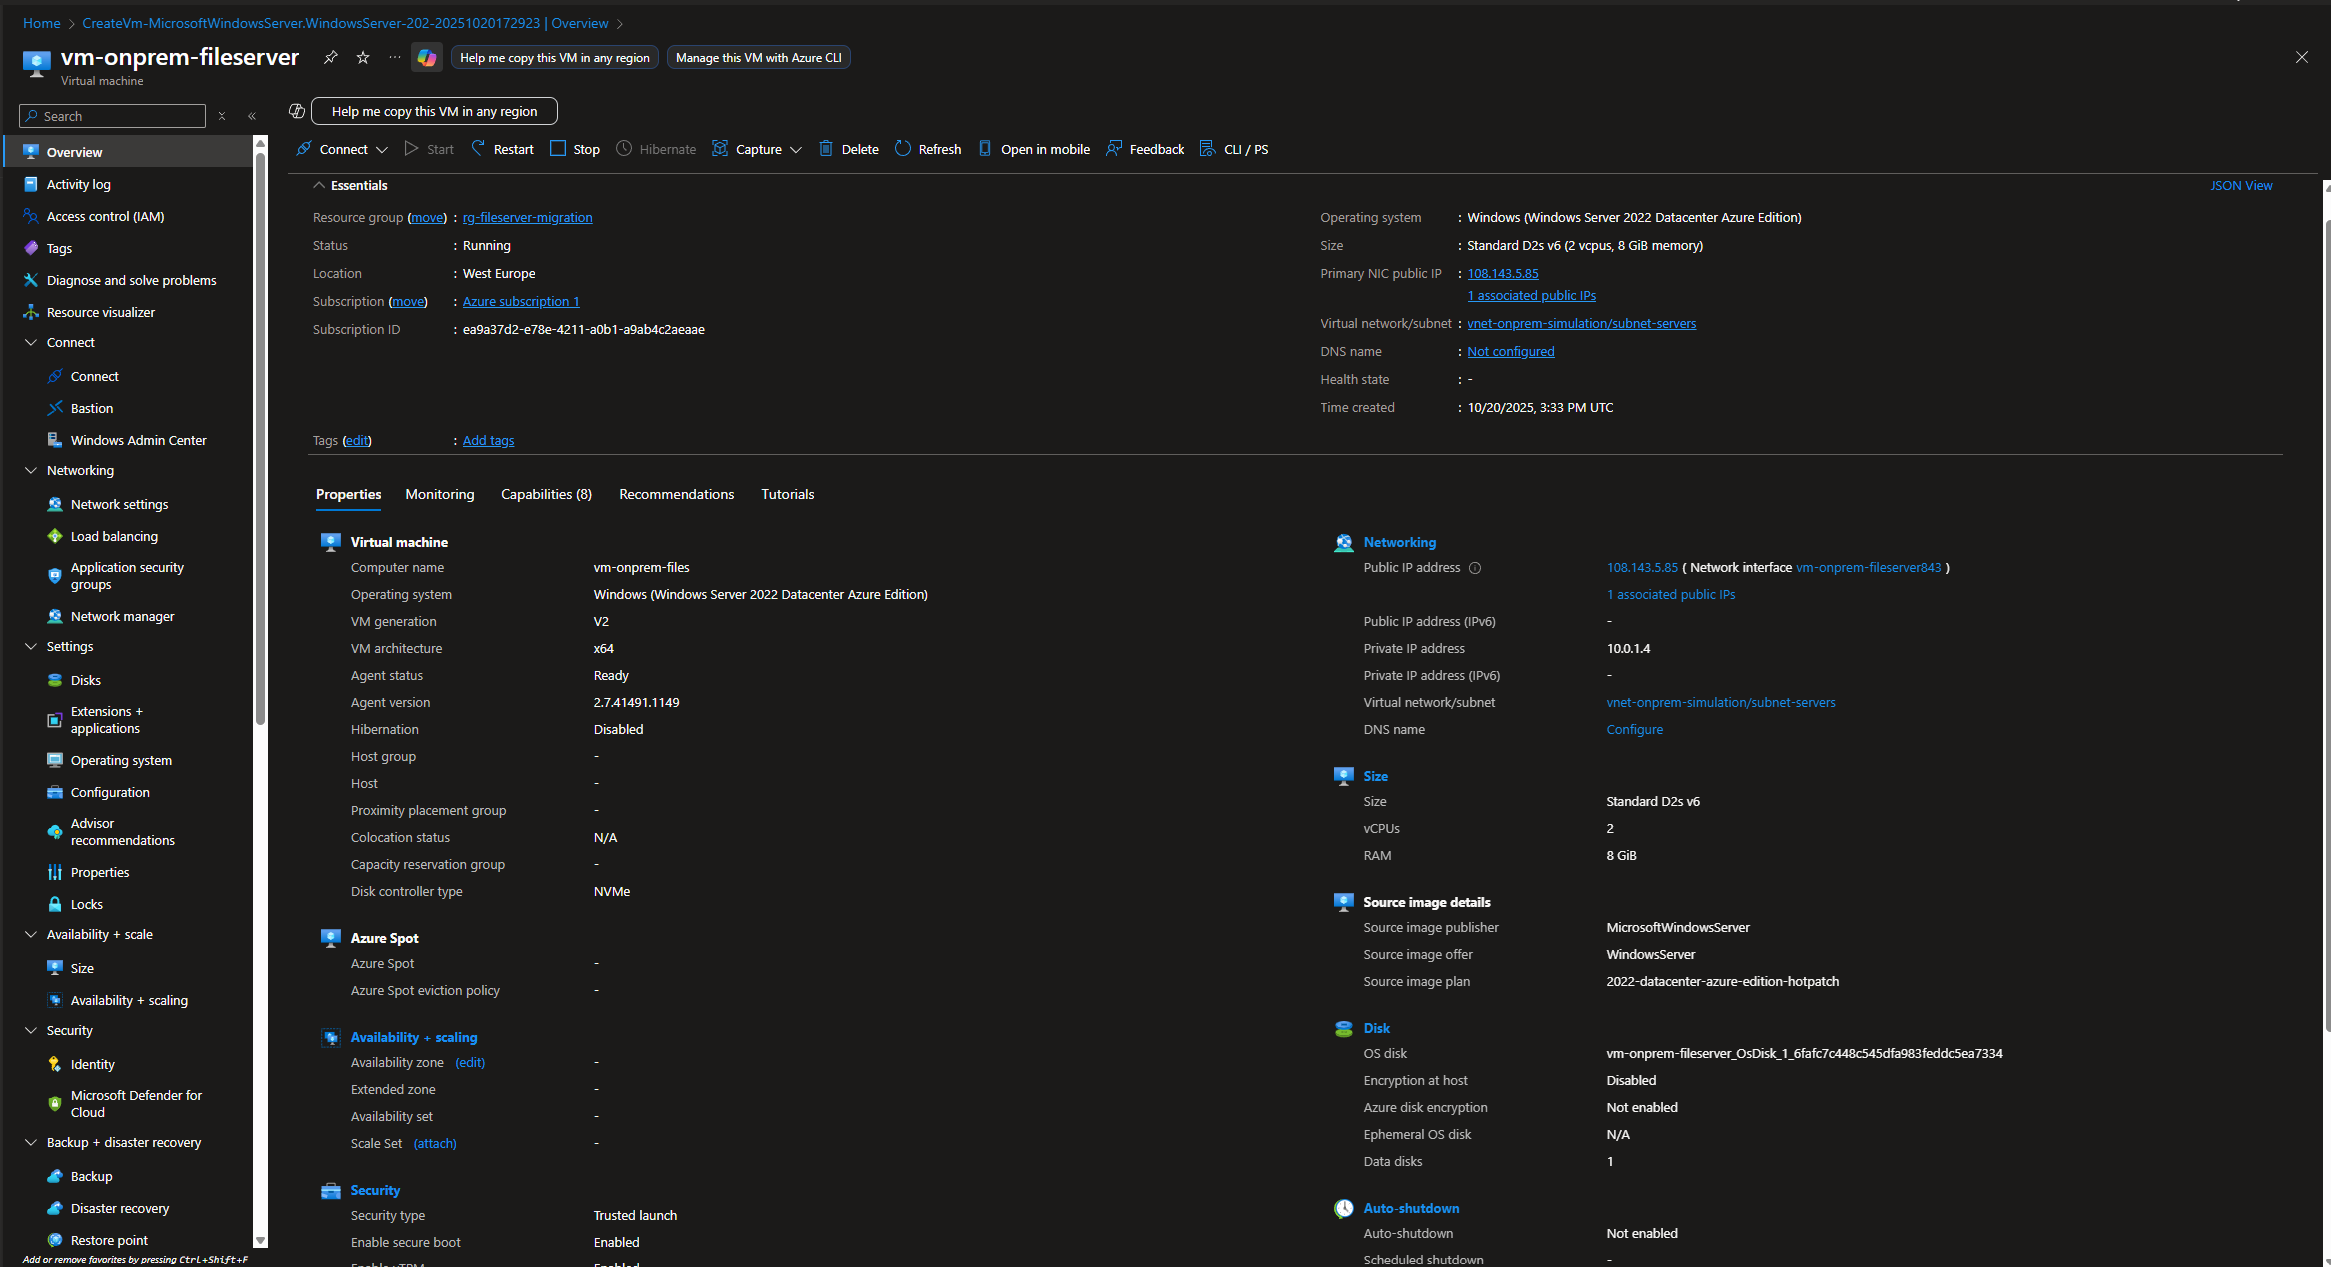 Home > CreateVm-MicrosoftWindowsServer.WindowsServer-202-20251020172923 | Overview >
vm-onprem-fileserver
Help me copy this VM in any region
Manage this VM with Azure CLI
Virtual machine
Search
Help me copy this VM in any region
Connect
Start
Restart
Stop
Hibernate
Capture
Delete
Refresh
Open in mobile
Feedback
CLI / PS
Overview
Activity log
Access control (IAM)
Tags
Diagnose and solve problems
Resource visualizer
Connect
Connect
Bastion
Windows Admin Center
Networking
Network settings
Load balancing
Application security
groups
Network manager
Settings
Disks
Extensions +
applications
Operating system
Configuration
Advisor
recommendations
Properties
Locks
Availability + scale
Size
Availability + scaling
Security
Identity
Microsoft Defender for
Cloud
Backup + disaster recovery
Backup
Disaster recovery
Restore point
Add or remove favorites by pressing Ctrl+Shift+F
Essentials
JSON View
Resource group (move) : rg-fileserver-migration
Status : Running
Location : West Europe
Subscription (move) : Azure subscription 1
Subscription ID : ea9a37d2-e78e-4211-a0b1-a9ab4c2aeaae
Operating system : Windows (Windows Server 2022 Datacenter Azure Edition)
Size : Standard D2s v6 (2 vcpus, 8 GiB memory)
Primary NIC public IP : 108.143.5.85
1 associated public IPs
Virtual network/subnet : vnet-onprem-simulation/subnet-servers
DNS name : Not configured
Health state : -
Time created : 10/20/2025, 3:33 PM UTC
Tags (edit) : Add tags
Properties
Monitoring
Capabilities (8)
Recommendations
Tutorials
Virtual machine
Computer name vm-onprem-files
Operating system Windows (Windows Server 2022 Datacenter Azure Edition)
VM generation V2
VM architecture x64
Agent status Ready
Agent version 2.7.41491.1149
Hibernation Disabled
Host group -
Host -
Proximity placement group -
Colocation status N/A
Capacity reservation group -
Disk controller type NVMe
Azure Spot
Azure Spot -
Azure Spot eviction policy -
Availability + scaling
Availability zone (edit) -
Extended zone -
Availability set -
Scale Set (attach) -
Security
Security type Trusted launch
Enable secure boot Enabled
Enable vTPM Enabled
Networking
Public IP address 108.143.5.85 ( Network interface vm-onprem-fileserver843 )
1 associated public IPs
Public IP address (IPv6) -
Private IP address 10.0.1.4
Private IP address (IPv6) -
Virtual network/subnet vnet-onprem-simulation/subnet-servers
DNS name Configure
Size
Size Standard D2s v6
vCPUs 2
RAM 8 GiB
Source image details
Source image publisher MicrosoftWindowsServer
Source image offer WindowsServer
Source image plan 2022-datacenter-azure-edition-hotpatch
Disk
OS disk vm-onprem-fileserver_OsDisk_1_6fafc7c448c545dfa983feddc5ea7334
Encryption at host Disabled
Azure disk encryption Not enabled
Ephemeral OS disk N/A
Data disks 1
Auto-shutdown
Auto-shutdown Not enabled
Scheduled shutdown -